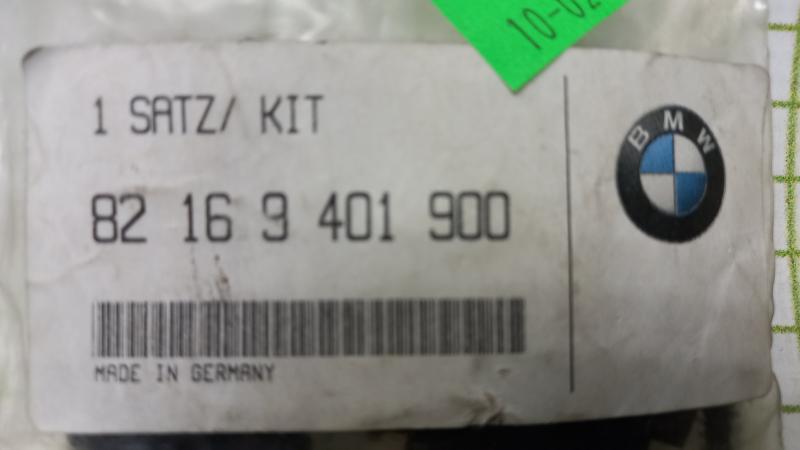 10-02
1 SATZ/ KIT
82 16 9 401 900
MADE IN GERMANY
BMW